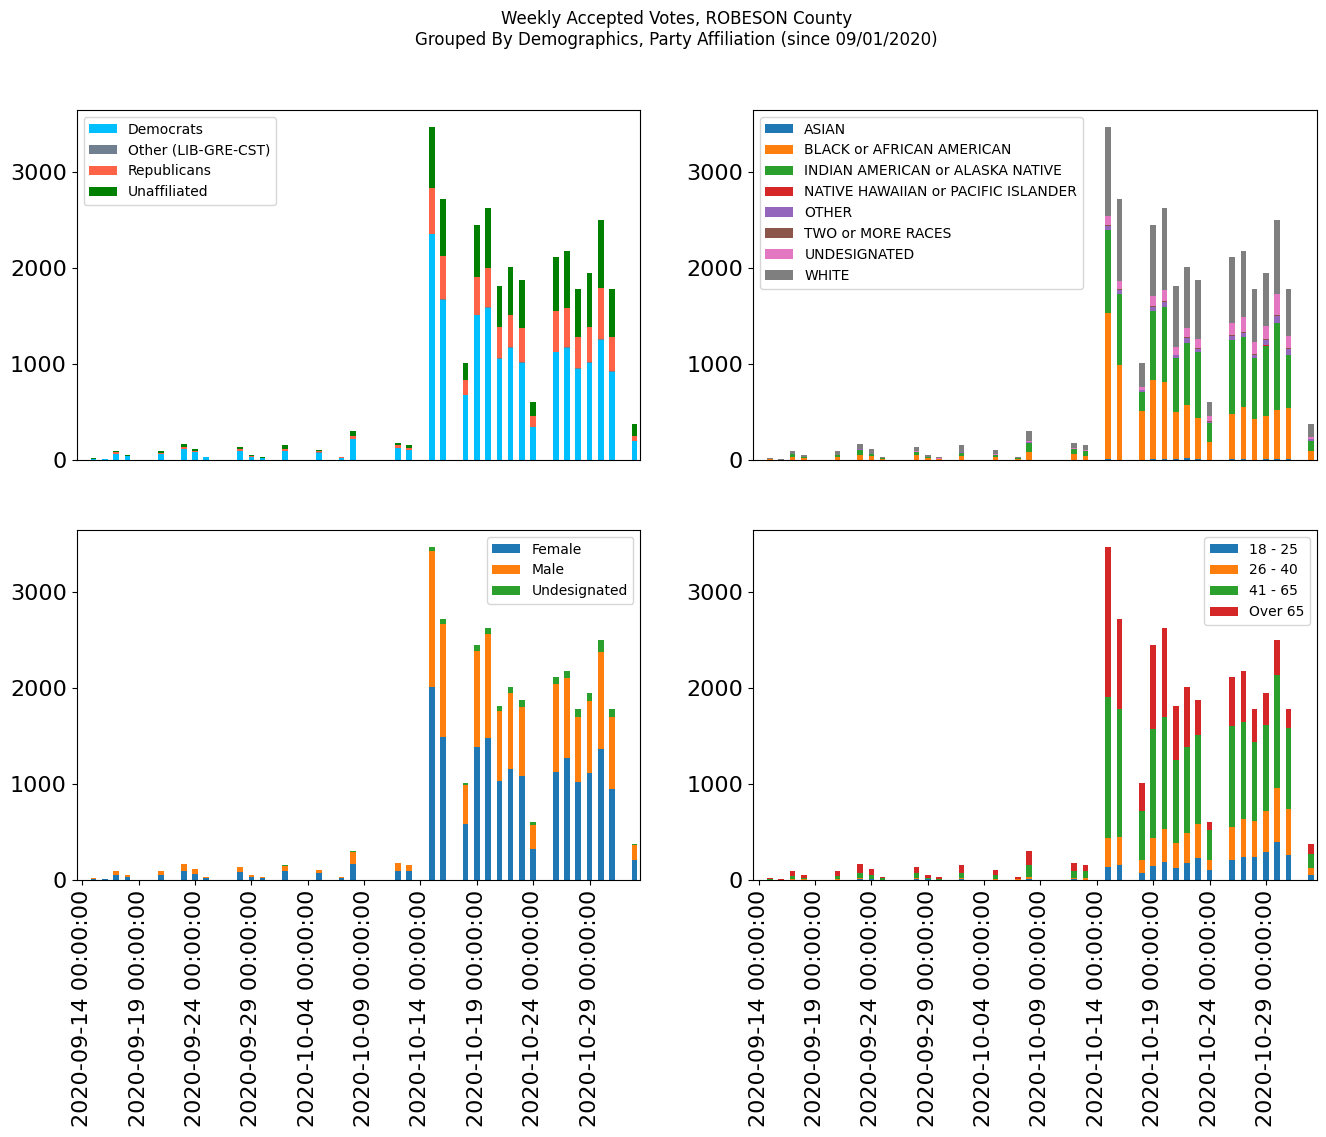 Weekly Accepted Votes, ROBESON County
Grouped By Demographics, Party Affiliation (since 09/01/2020)
Democrats
Other (LIB-GRE-CST)
Republicans
Unaffiliated
3000
2000
1000
0
ASIAN
BLACK or AFRICAN AMERICAN
INDIAN AMERICAN or ALASKA NATIVE
NATIVE HAWAIIAN or PACIFIC ISLANDER
OTHER
TWO or MORE RACES
UNDESIGNATED
WHITE
3000
2000
1000
0
Female
Male
Undesignated
3000
2000
1000
0
2020-09-14 00:00:00
2020-09-19 00:00:00
2020-09-24 00:00:00
2020-09-29 00:00:00
2020-10-04 00:00:00
2020-10-09 00:00:00
2020-10-14 00:00:00
2020-10-19 00:00:00
2020-10-24 00:00:00
2020-10-29 00:00:00
18 - 25
26 - 40
41 - 65
Over 65
3000
2000
1000
0
2020-09-14 00:00:00
2020-09-19 00:00:00
2020-09-24 00:00:00
2020-09-29 00:00:00
2020-10-04 00:00:00
2020-10-09 00:00:00
2020-10-14 00:00:00
2020-10-19 00:00:00
2020-10-24 00:00:00
2020-10-29 00:00:00